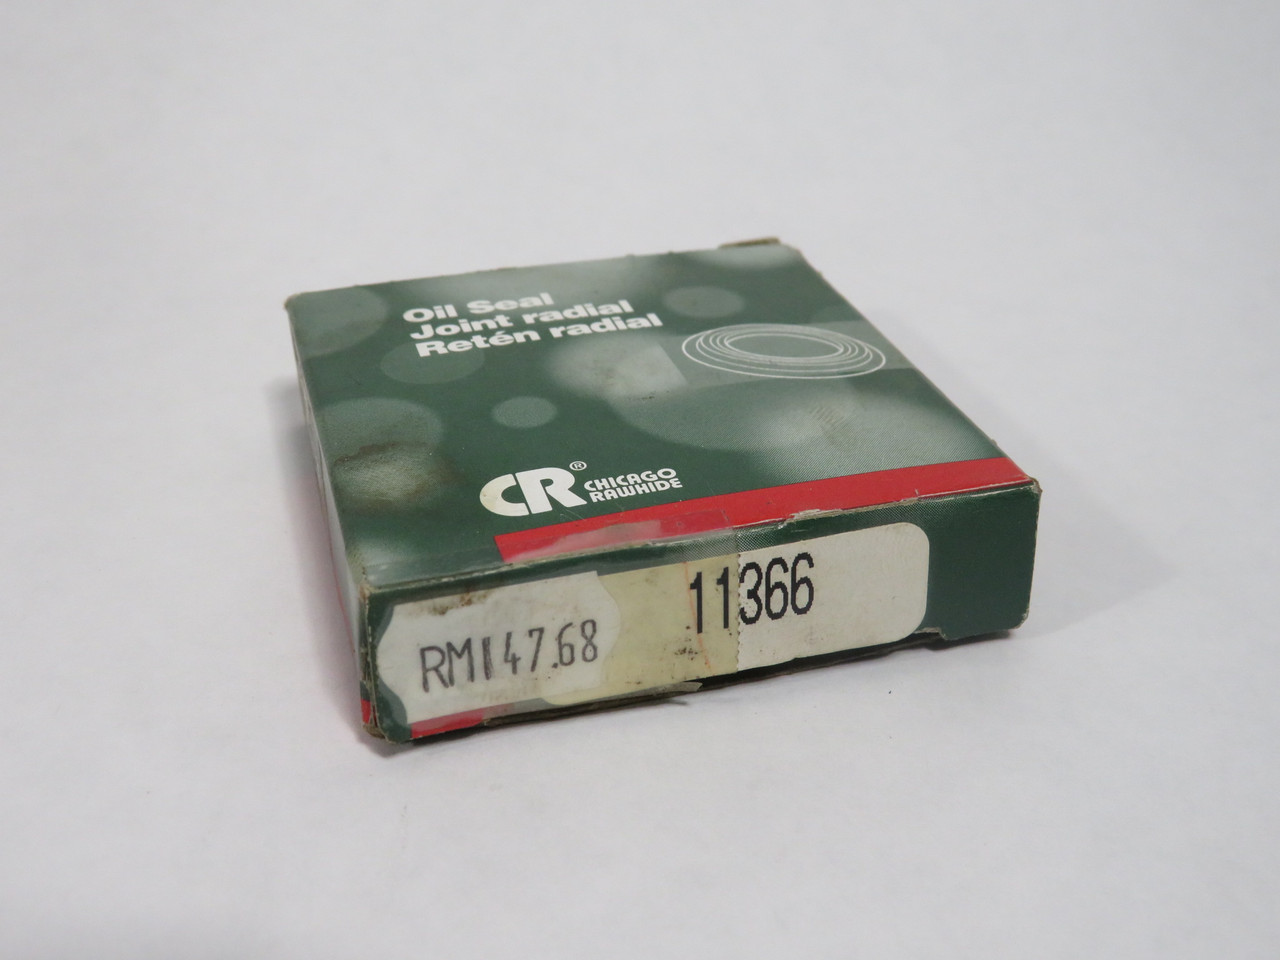 Oil Seal
Joint radial
Retén radial
CR®
CHICAGO
RAWHIDE
11366
RM147.68